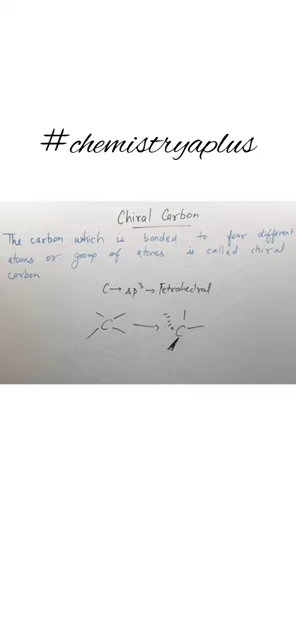 #chemistryaplus
Chiral Carbon
The carbon which is bonded to four different
atoms or group of atoms is called chiral
carbon
C → sp³ → Tetrahedral
C → C